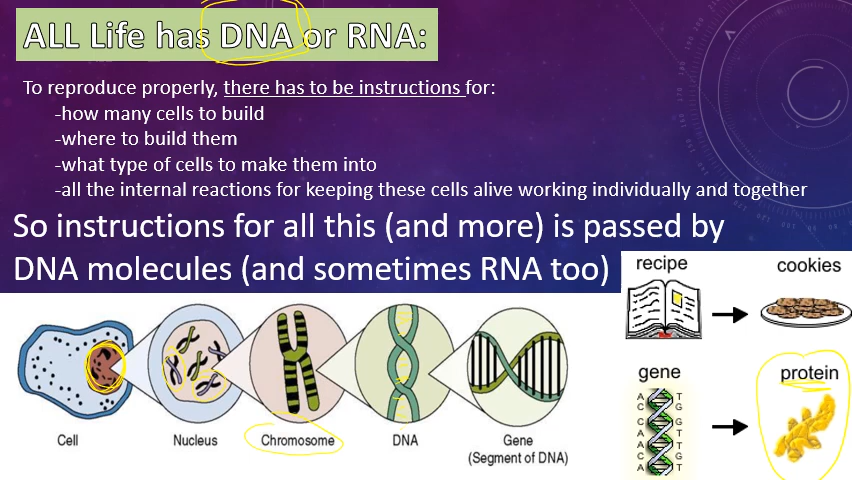 ALL Life has DNA or RNA:
To reproduce properly, there has to be instructions for:
-how many cells to build
-where to build them
-what type of cells to make them into
-all the internal reactions for keeping these cells alive working individually and together
So instructions for all this (and more) is passed by
DNA molecules (and sometimes RNA too)
recipe
cookies
gene
protein
A T
C G
C G
A T
A T
C G
A T
Cell
Nucleus
Chromosome
DNA
Gene
(Segment of DNA)